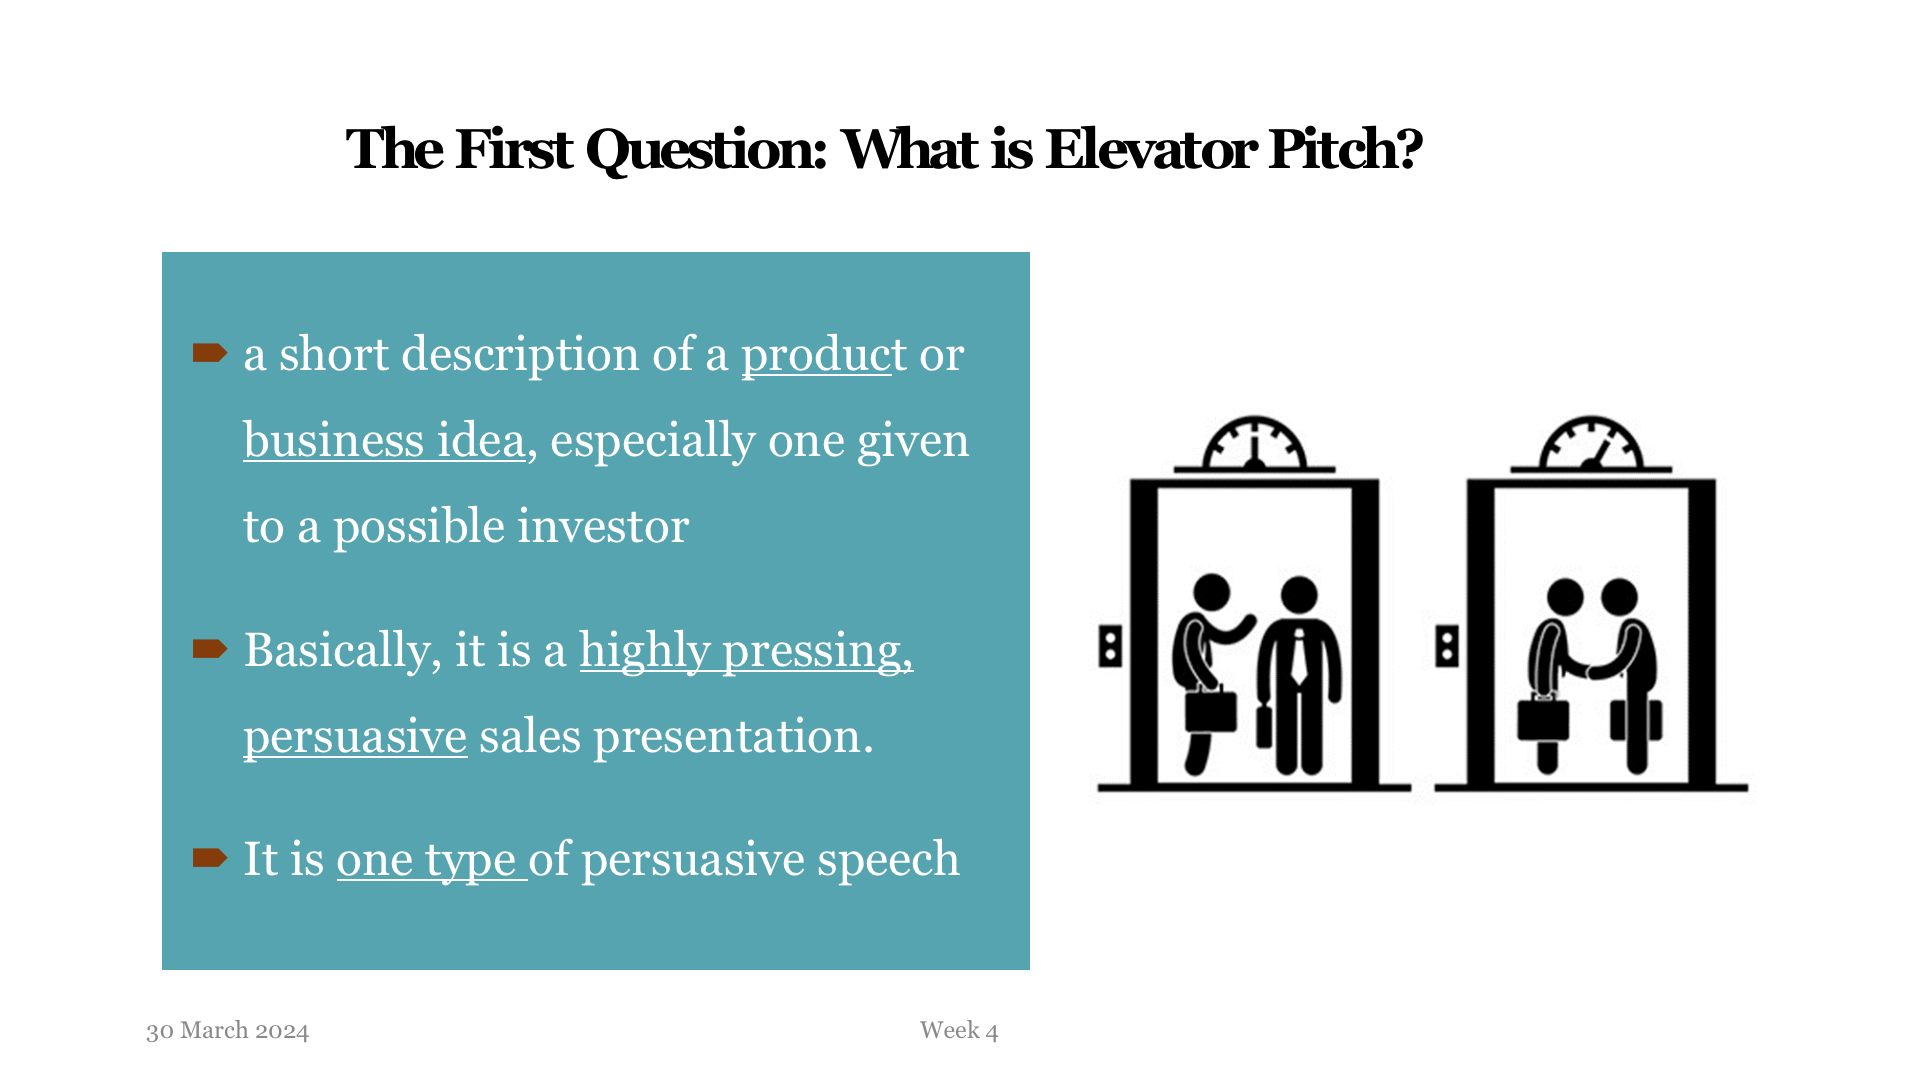 The First Question: What is Elevator Pitch?
a short description of a product or
business idea, especially one given
to a possible investor
Basically, it is a highly pressing,
persuasive sales presentation.
It is one type of persuasive speech
30 March 2024
Week 4